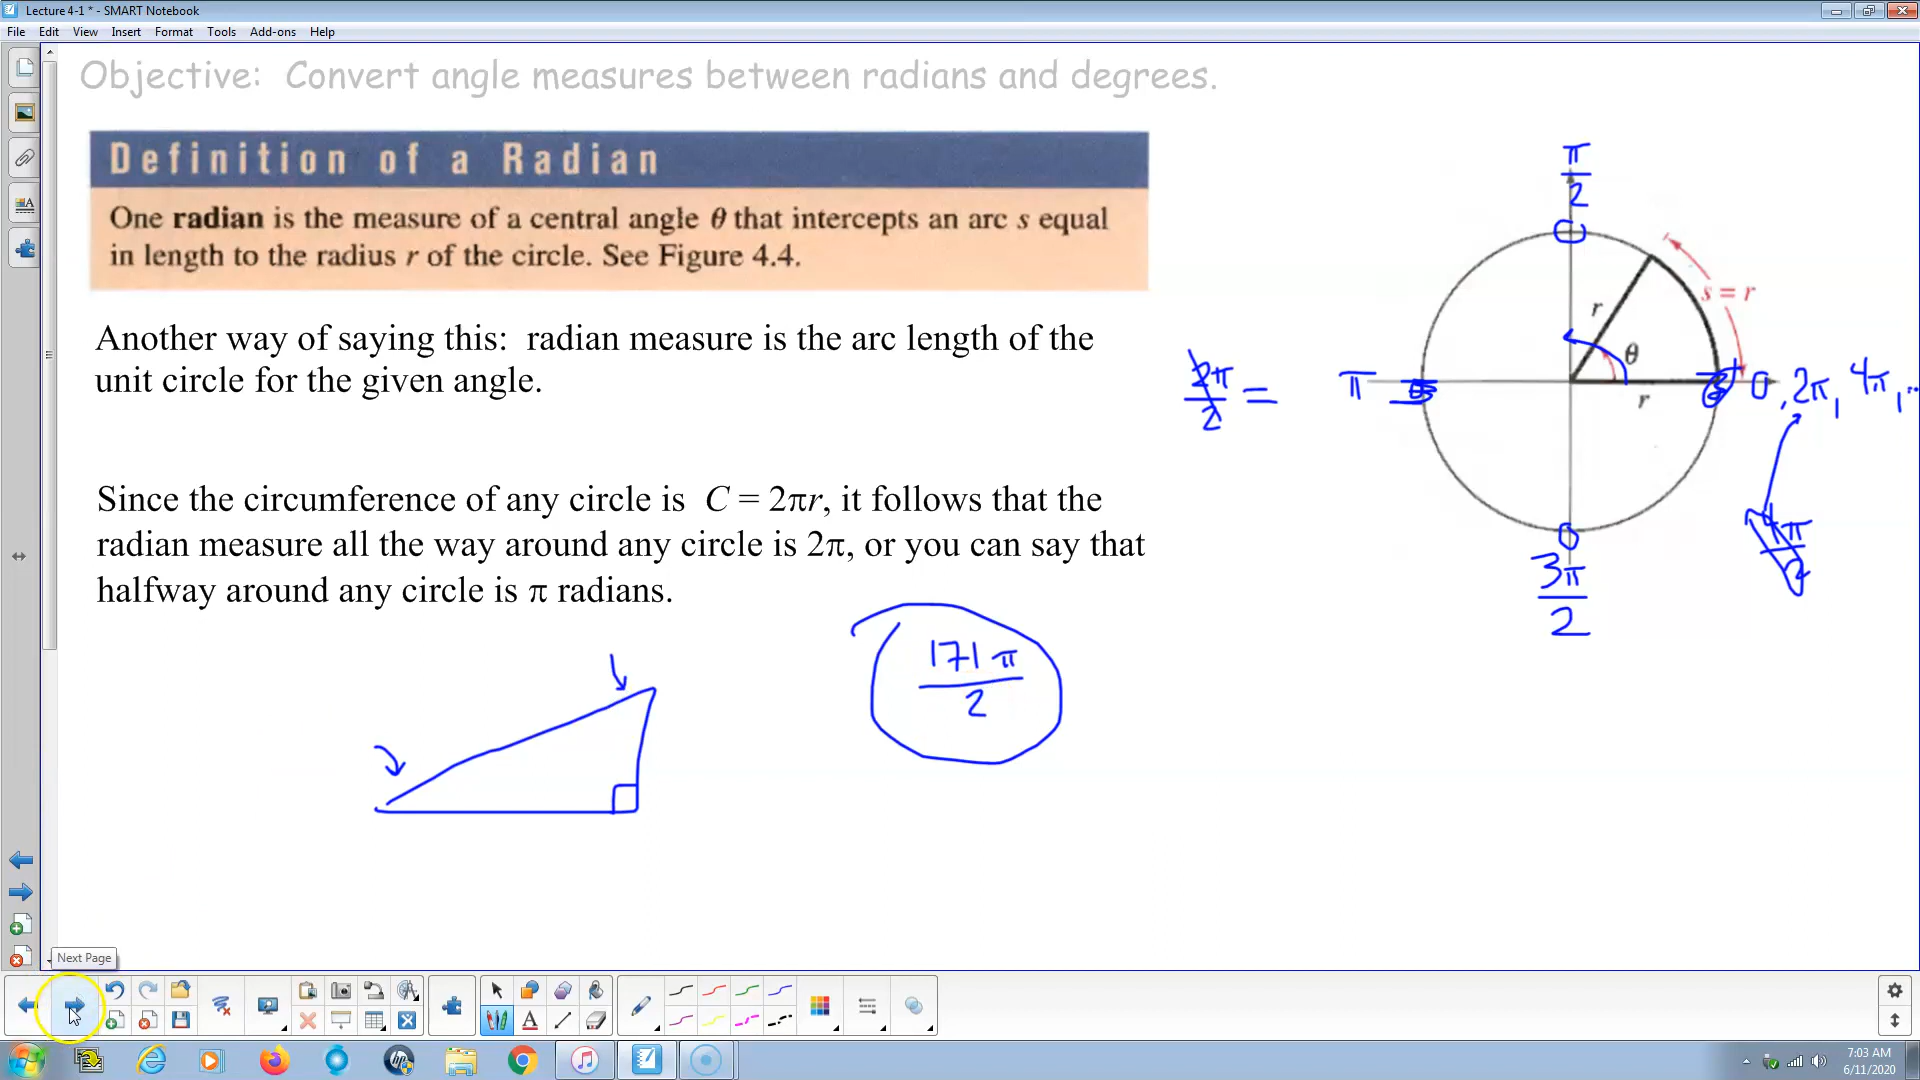 Lecture 4-1 * - SMART Notebook
File Edit View Insert Format Tools Add-ons Help
Objective: Convert angle measures between radians and degrees.
Definition of a Radian
One radian is the measure of a central angle θ that intercepts an arc s equal
in length to the radius r of the circle. See Figure 4.4.
Another way of saying this: radian measure is the arc length of the
unit circle for the given angle.
Since the circumference of any circle is C = 2πr, it follows that the
radian measure all the way around any circle is 2π, or you can say that
halfway around any circle is π radians.
π
2
s = r
r
θ
2π
2
=
π
r
0, 2π, 4π, ...
4π
2
3π
2
171π
2
Next Page
A
7:03 AM
6/11/2020